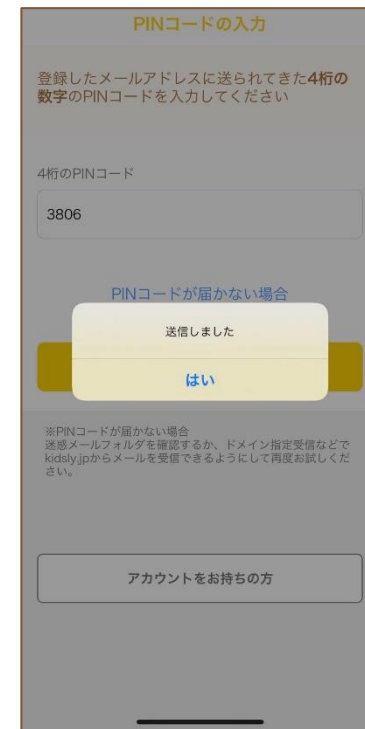 PINコードの入力
登録したメールアドレスに送られてきた4桁の
数字のPINコードを入力してください
4桁のPINコード
3806
PINコードが届かない場合
送信しました
はい
※PINコードが届かない場合
迷惑メールフォルダを確認するか、ドメイン指定受信などで
kidsly.jpからメールを受信できるようにして再度お試しくだ
さい。
アカウントをお持ちの方